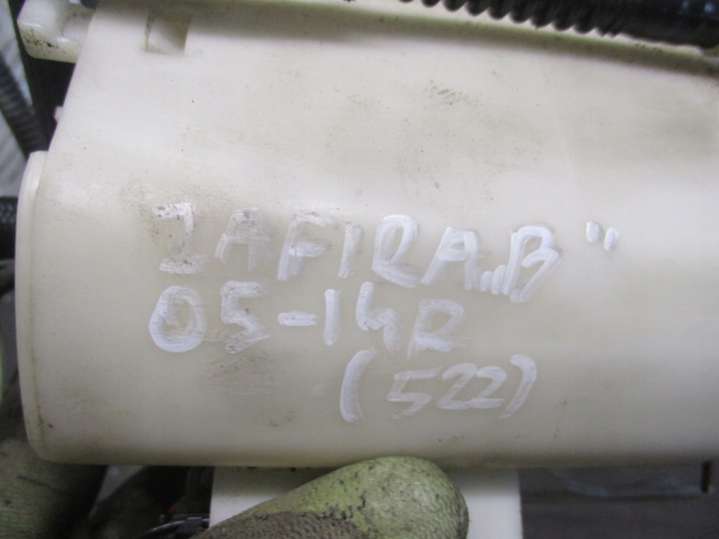 ZAFIRA „B"
05-14R
(522)